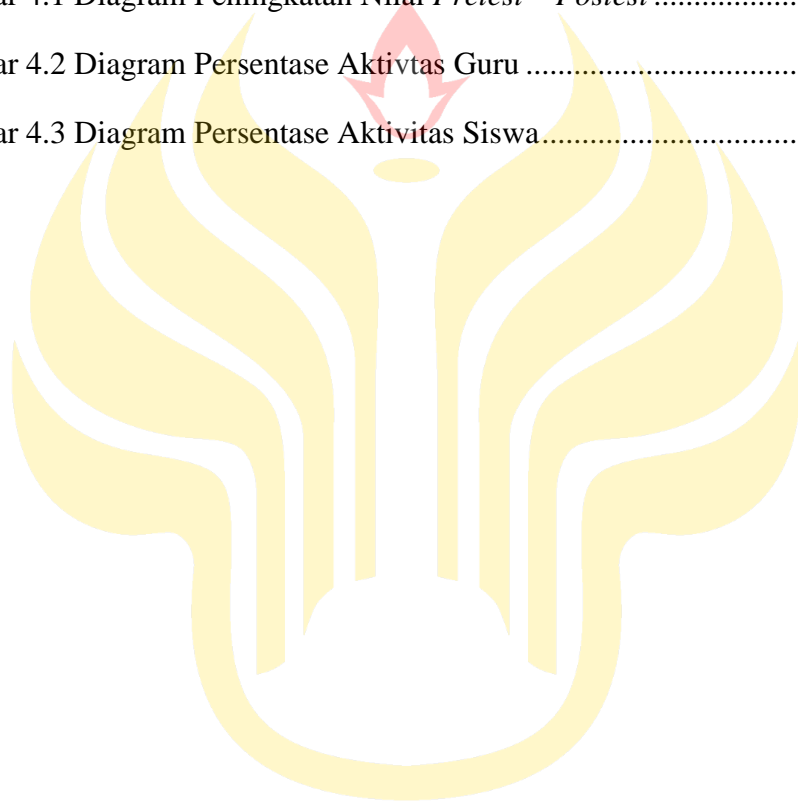 ar 4.1 Diagram Peningkatan Nilai Pretest – Postest ....................
ar 4.2 Diagram Persentase Aktivtas Guru ......................................
ar 4.3 Diagram Persentase Aktivitas Siswa....................................